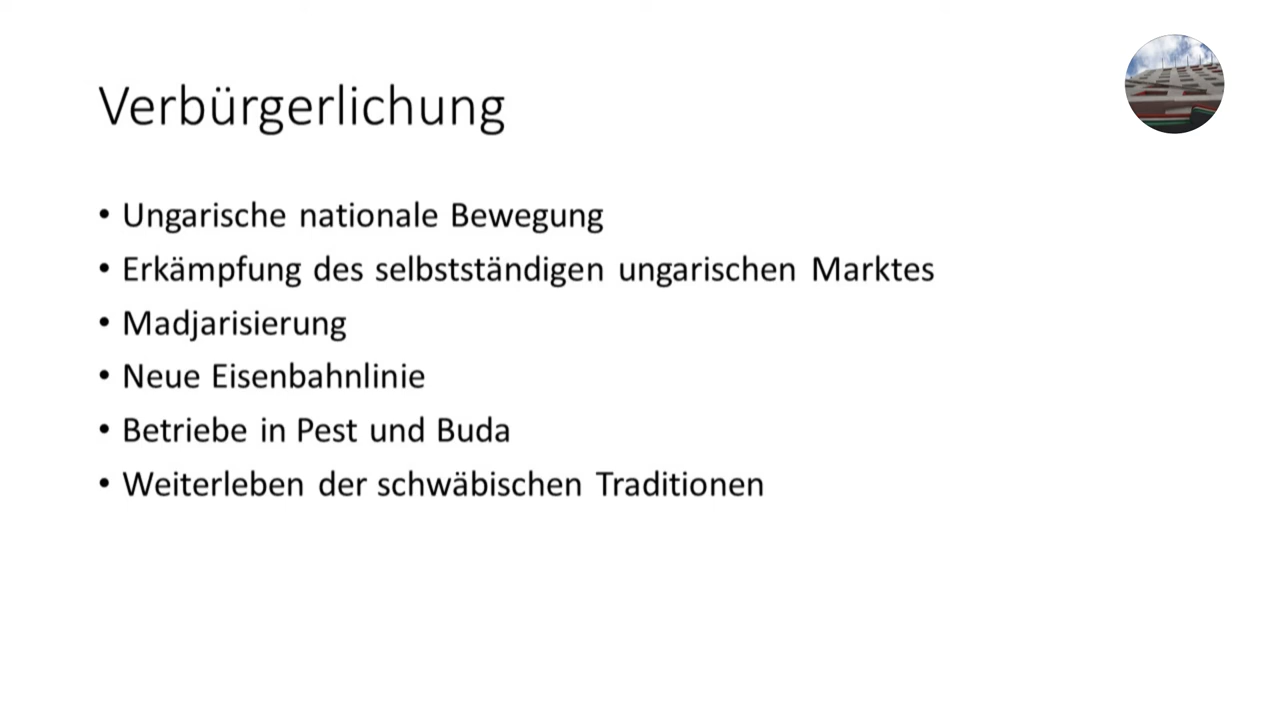 Verbürgerlichung
• Ungarische nationale Bewegung
• Erkämpfung des selbstständigen ungarischen Marktes
• Madjarisierung
• Neue Eisenbahnlinie
• Betriebe in Pest und Buda
• Weiterleben der schwäbischen Traditionen